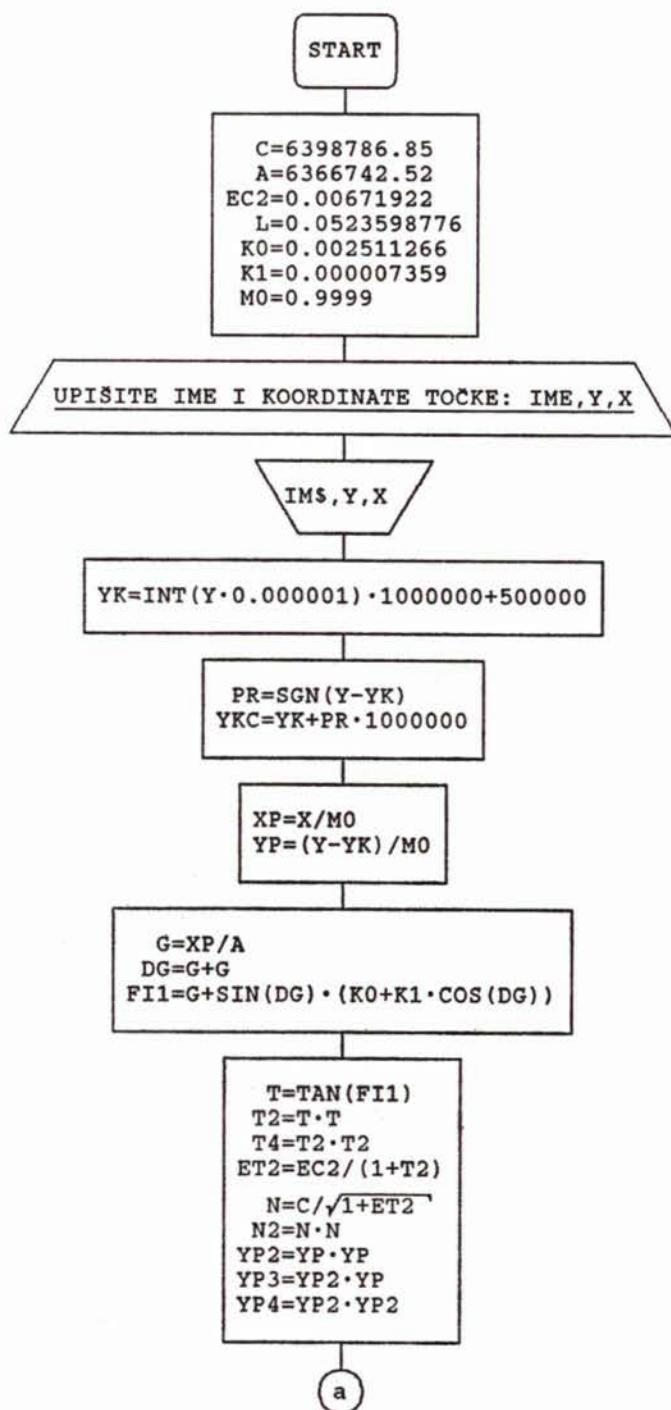 START
C=6398786.85
A=6366742.52
EC2=0.00671922
L=0.0523598776
K0=0.002511266
K1=0.000007359
M0=0.9999
UPIŠITE IME I KOORDINATE TOČKE: IME,Y,X
IM$,Y,X
YK=INT(Y·0.000001)·1000000+500000
PR=SGN(Y-YK)
YKC=YK+PR·1000000
XP=X/M0
YP=(Y-YK)/M0
G=XP/A
DG=G+G
FI1=G+SIN(DG)·(K0+K1·COS(DG))
T=TAN(FI1)
T2=T·T
T4=T2·T2
ET2=EC2/(1+T2)
N=C/√1+ET2
N2=N·N
YP2=YP·YP
YP3=YP2·YP
YP4=YP2·YP2
a